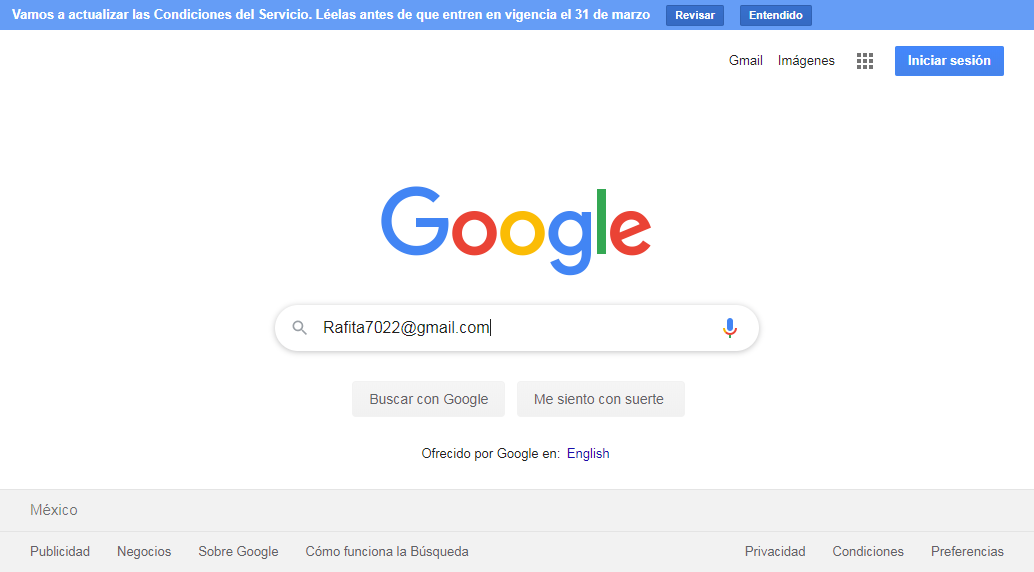 Vamos a actualizar las Condiciones del Servicio. Léelas antes de que entren en vigencia el 31 de marzo Revisar Entendido
Gmail Imágenes Iniciar sesión
Google
Rafita7022@gmail.com
Buscar con Google Me siento con suerte
Ofrecido por Google en: English
México
Publicidad Negocios Sobre Google Cómo funciona la Búsqueda Privacidad Condiciones Preferencias